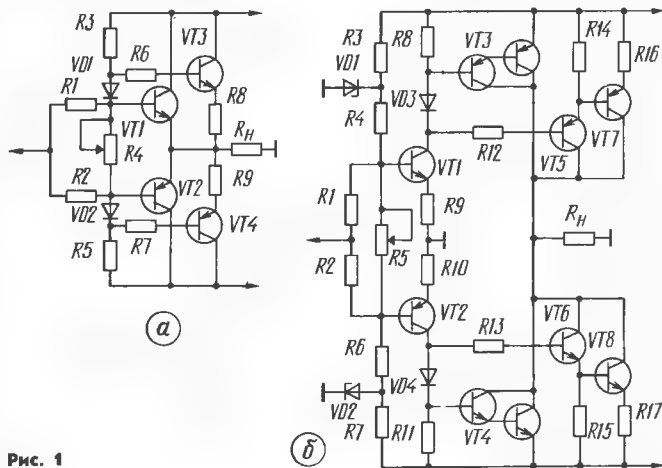 R3
R6
VT3
VD1
R1
VT1
R8
Rн
R4
R2
VT2
R9
VD2
R7
VT4
R5
а
R3
R8
VT3
R14
R16
VD1
VD3
R4
R12
VT7
VT1
VT5
R1
R9
R5
Rн
R2
R10
VT2
VT6
R13
VT8
R6
VD4
VD2
R7
R11
VT4
R15
R17
б
Рис. 1